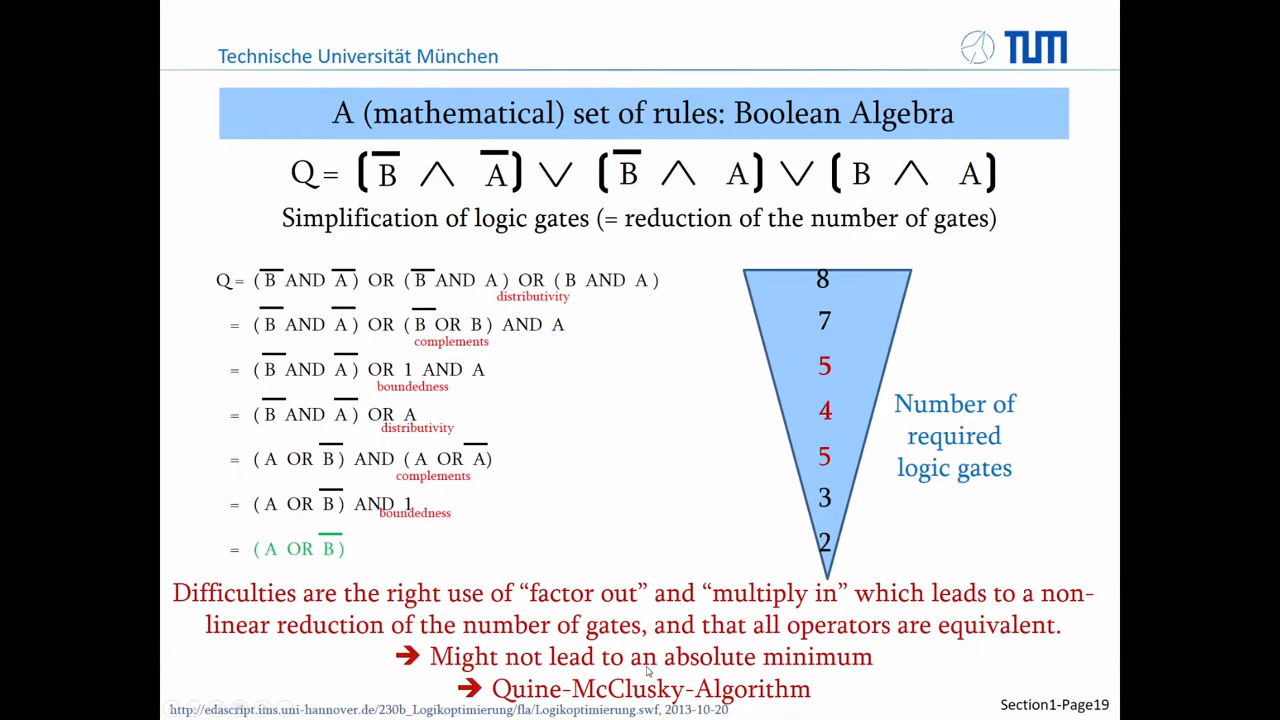 Technische Universität München
TUM
A (mathematical) set of rules: Boolean Algebra
Q = (B̅ ∧ A̅) ∨ (B̅ ∧ A) ∨ (B ∧ A)
Simplification of logic gates (= reduction of the number of gates)
Q = (B̅ AND A̅) OR (B̅ AND A) OR (B AND A) 8
distributivity
= (B̅ AND A̅) OR (B̅ OR B) AND A 7
complements
= (B̅ AND A̅) OR 1 AND A 5
boundedness
= (B̅ AND A̅) OR A 4
distributivity
= (A OR B̅) AND (A OR A̅) 5
complements
= (A OR B̅) AND 1 3
boundedness
= (A OR B̅) 2
Number of
required
logic gates
Difficulties are the right use of “factor out” and “multiply in” which leads to a non-
linear reduction of the number of gates, and that all operators are equivalent.
➔ Might not lead to an absolute minimum
➔ Quine-McClusky-Algorithm
http://edascript.ims.uni-hannover.de/230b_Logikoptimierung/fla/Logikoptimierung.swf, 2013-10-20
Section1-Page19